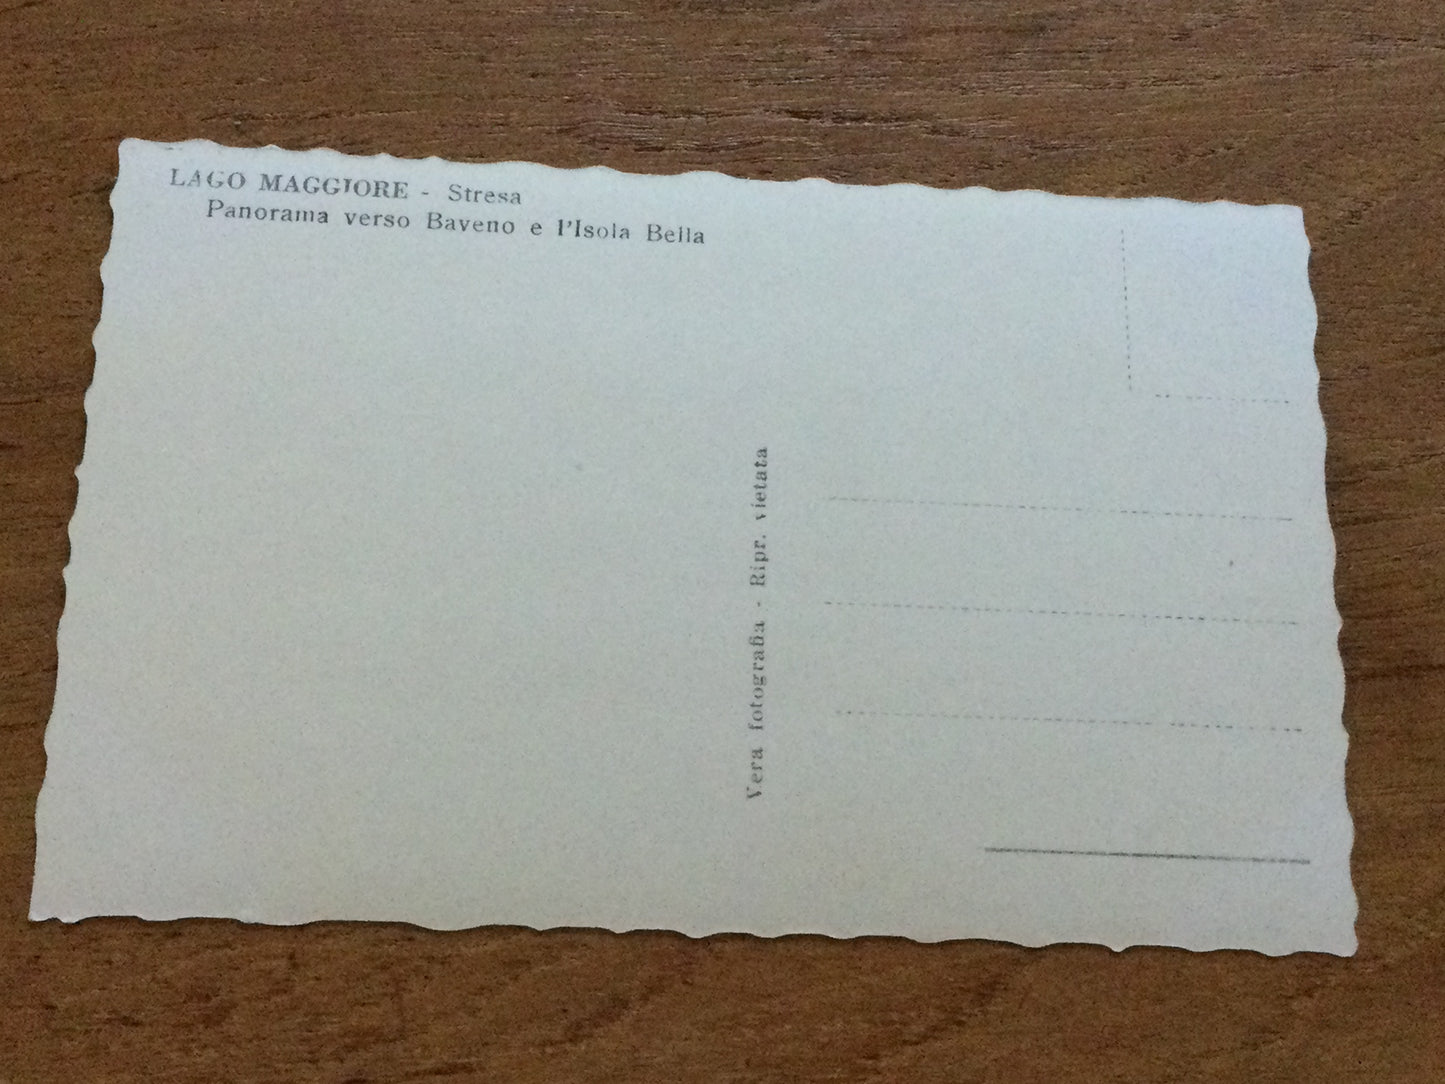 LAGO MAGGIORE - Stresa
Panorama verso Baveno e l'Isola Bella
Vera fotografia - Ripr. vietata